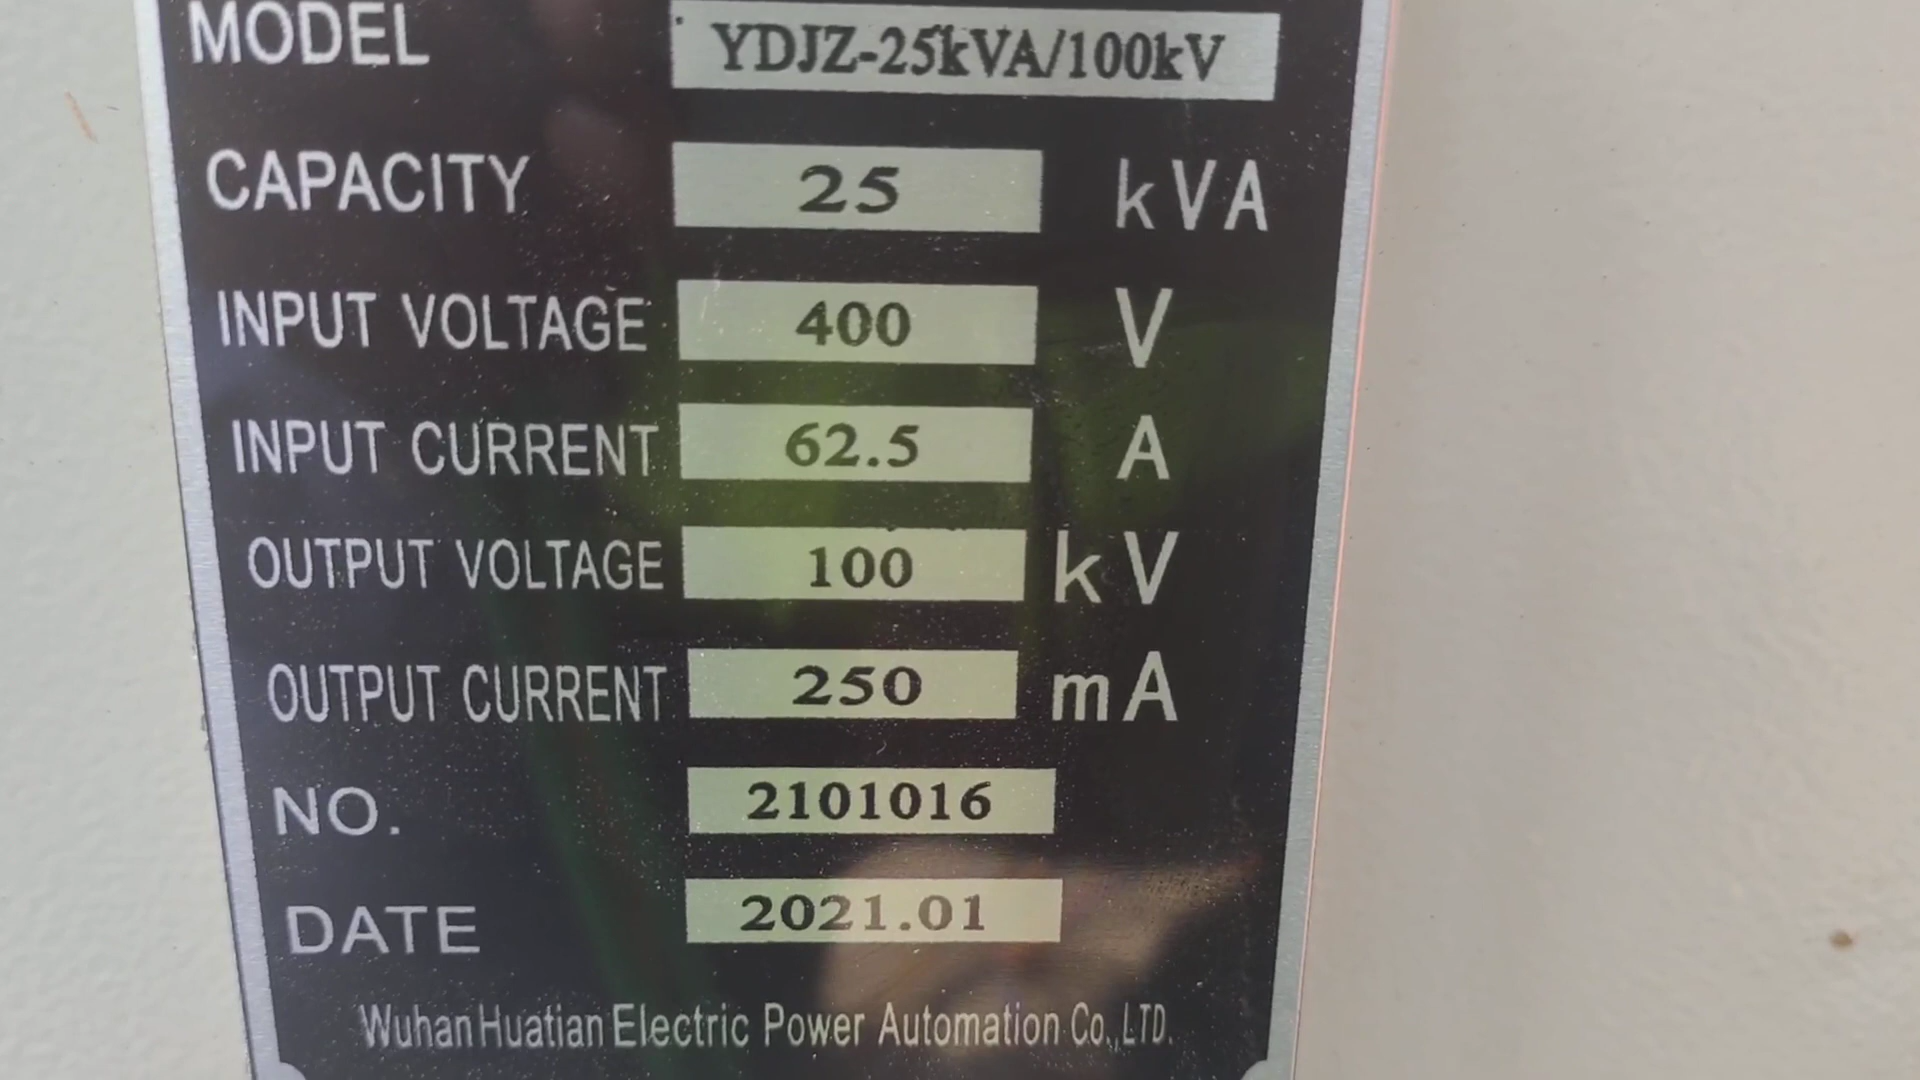 MODEL YDJZ-25kVA/100kV
CAPACITY 25 kVA
INPUT VOLTAGE 400 V
INPUT CURRENT 62.5 A
OUTPUT VOLTAGE 100 kV
OUTPUT CURRENT 250 mA
NO. 2101016
DATE 2021.01
Wuhan Huatian Electric Power Automation Co.,LTD.